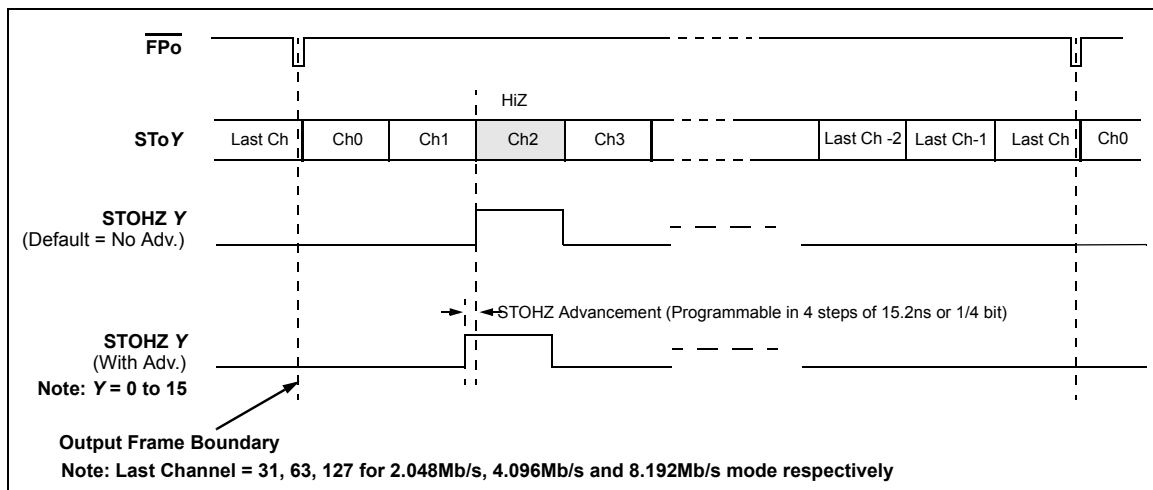 FPo
HiZ
SToY
Last Ch
Ch0
Ch1
Ch2
Ch3
Last Ch -2
Last Ch-1
Last Ch
Ch0
STOHZ Y
(Default = No Adv.)
STOHZ Advancement (Programmable in 4 steps of 15.2ns or 1/4 bit)
STOHZ Y
(With Adv.)
Note: Y = 0 to 15
Output Frame Boundary
Note: Last Channel = 31, 63, 127 for 2.048Mb/s, 4.096Mb/s and 8.192Mb/s mode respectively